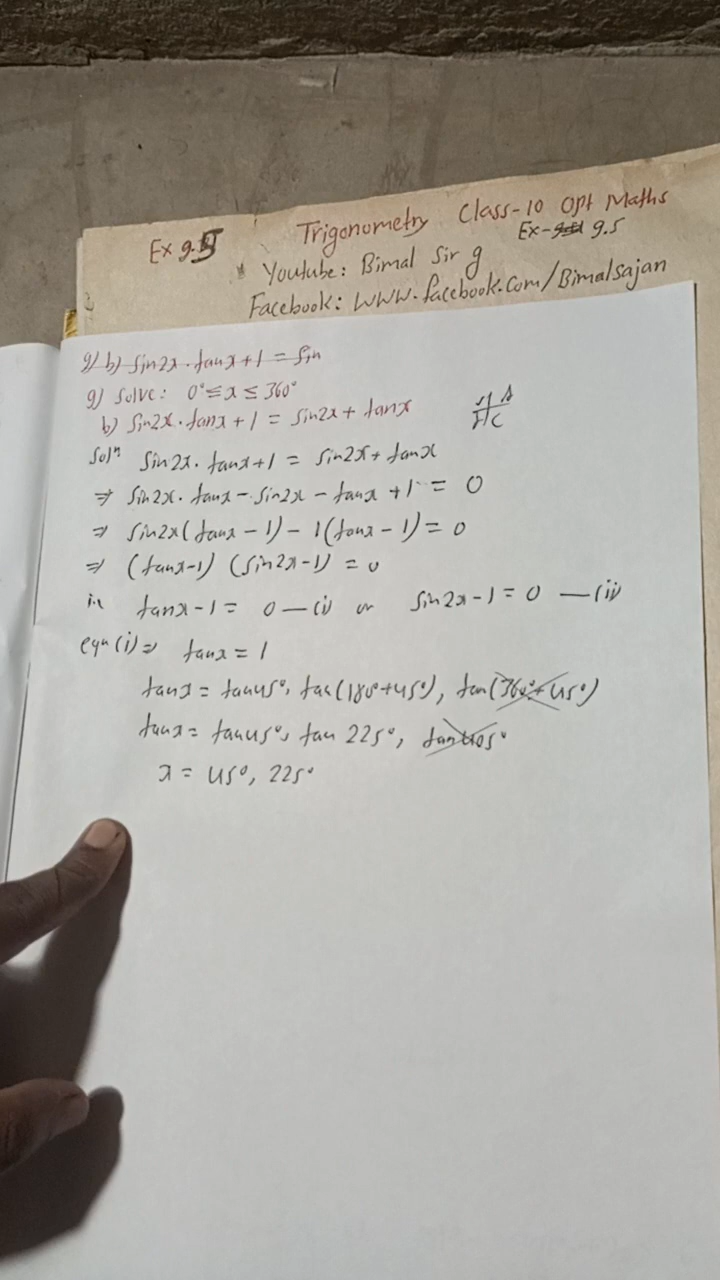 Ex 9.5
Trigonometry Class-10 Opt Maths
Ex- 9.5
Youtube: Bimal Sir g
Facebook: WWW.facebook.com/Bimalsajan
9) b) sin2x.tanx+1 = sin
9) Solve: 0° ≤ x ≤ 360°
b) sin2x.tanx+1 = sin2x+tanx
Solⁿ sin2x.tanx+1 = sin2x+tanx
⇒ sin2x.tanx-sin2x-tanx+1 = 0
⇒ sin2x(tanx-1)-1(tanx-1)=0
⇒ (tanx-1) (sin2x-1) = 0
i.e tanx-1 = 0 —(i) or sin2x-1 = 0 —(ii)
eqn(i)⇒ tanx = 1
tanx = tan45°, tan(180°+45°), tan(360°+45°)
tanx = tan45°, tan 225°, tan405°
x = 45°, 225°